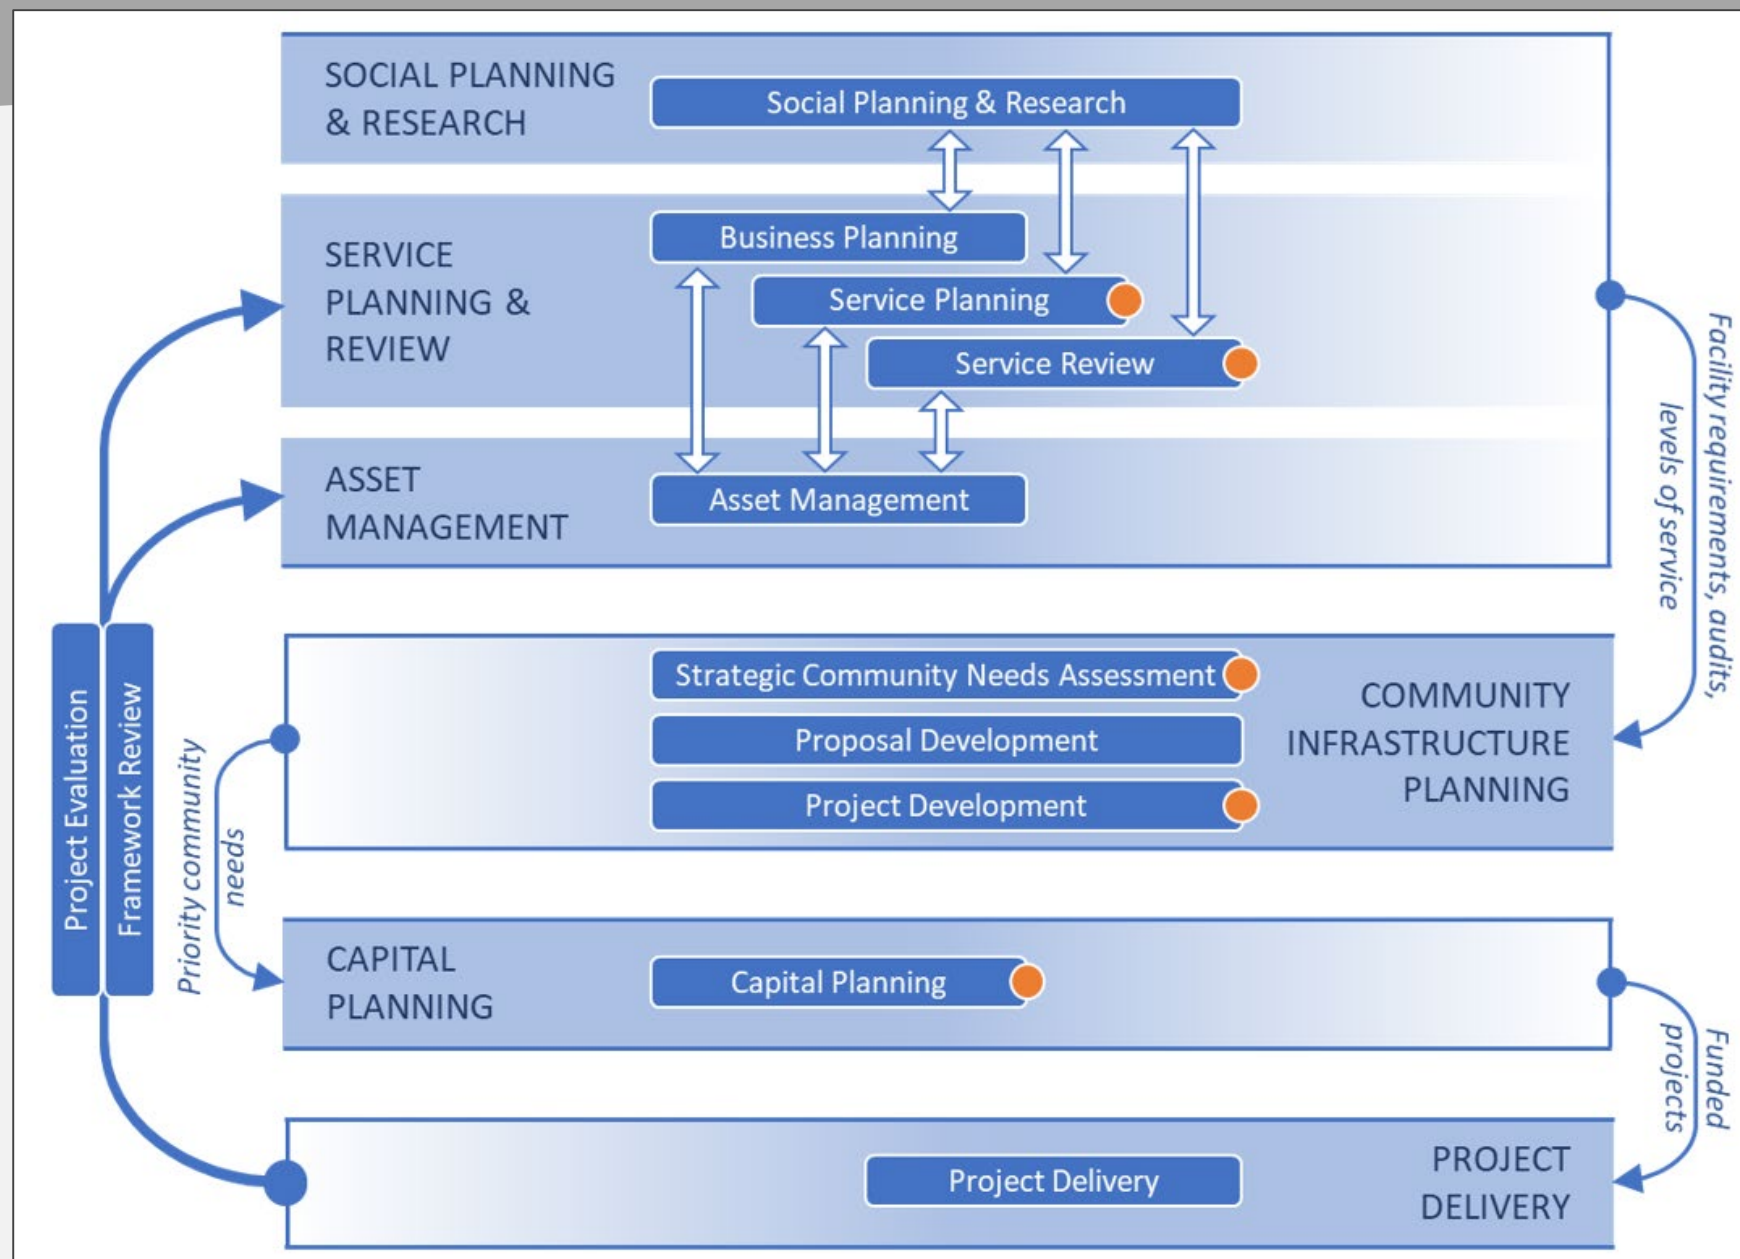 SOCIAL PLANNING
& RESEARCH
Social Planning & Research
SERVICE
PLANNING &
REVIEW
Business Planning
Service Planning
Service Review
ASSET
MANAGEMENT
Asset Management
Facility requirements, audits,
levels of service
Strategic Community Needs Assessment
Proposal Development
Project Development
COMMUNITY
INFRASTRUCTURE
PLANNING
Project Evaluation
Framework Review
Priority community
needs
CAPITAL
PLANNING
Capital Planning
Funded
projects
Project Delivery
PROJECT
DELIVERY